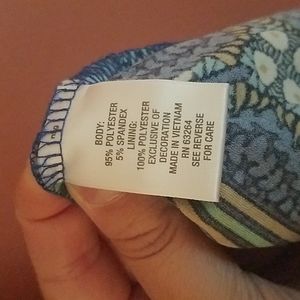 BODY:
95% POLYESTER
5% SPANDEX
LINING:
100% POLYESTER
EXCLUSIVE OF
DECORATION
MADE IN VIETNAM
RN 63264
SEE REVERSE
FOR CARE